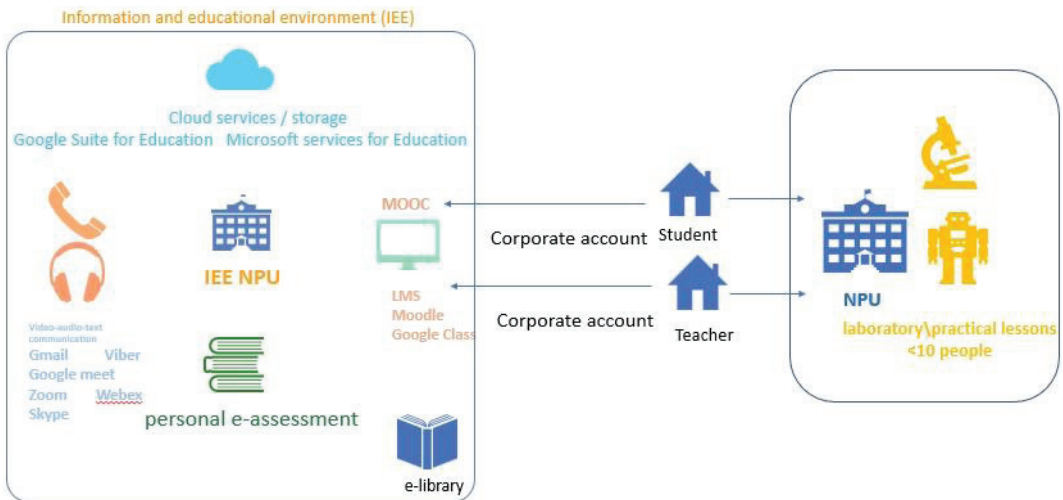 Information and educational environment (IEE)
Cloud services / storage
Google Suite for Education Microsoft services for Education
MOOC
IEE NPU
LMS
Moodle
Google Class
Video-audio-text
communication
Gmail Viber
Google meet
Zoom Webex
Skype
personal e-assessment
e-library
Corporate account
Student
Corporate account
Teacher
NPU
laboratory\practical lessons
<10 people